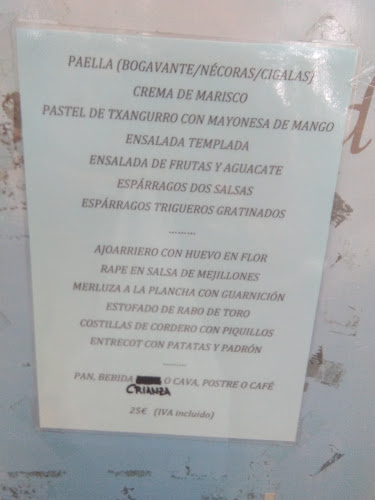 PAELLA (BOGAVANTE/NÉCORAS/CIGALAS)
CREMA DE MARISCO
PASTEL DE TXANGURRO CON MAYONESA DE MANGO
ENSALADA TEMPLADA
ENSALADA DE FRUTAS Y AGUACATE
ESPÁRRAGOS DOS SALSAS
ESPÁRRAGOS TRIGUEROS GRATINADOS
.........
AJOARRIERO CON HUEVO EN FLOR
RAPE EN SALSA DE MEJILLONES
MERLUZA A LA PLANCHA CON GUARNICIÓN
ESTOFADO DE RABO DE TORO
COSTILLAS DE CORDERO CON PIQUILLOS
ENTRECOT CON PATATAS Y PADRÓN
........
PAN, BEBIDA O CAVA, POSTRE O CAFÉ
CRIANZA
25€ (IVA incluido)